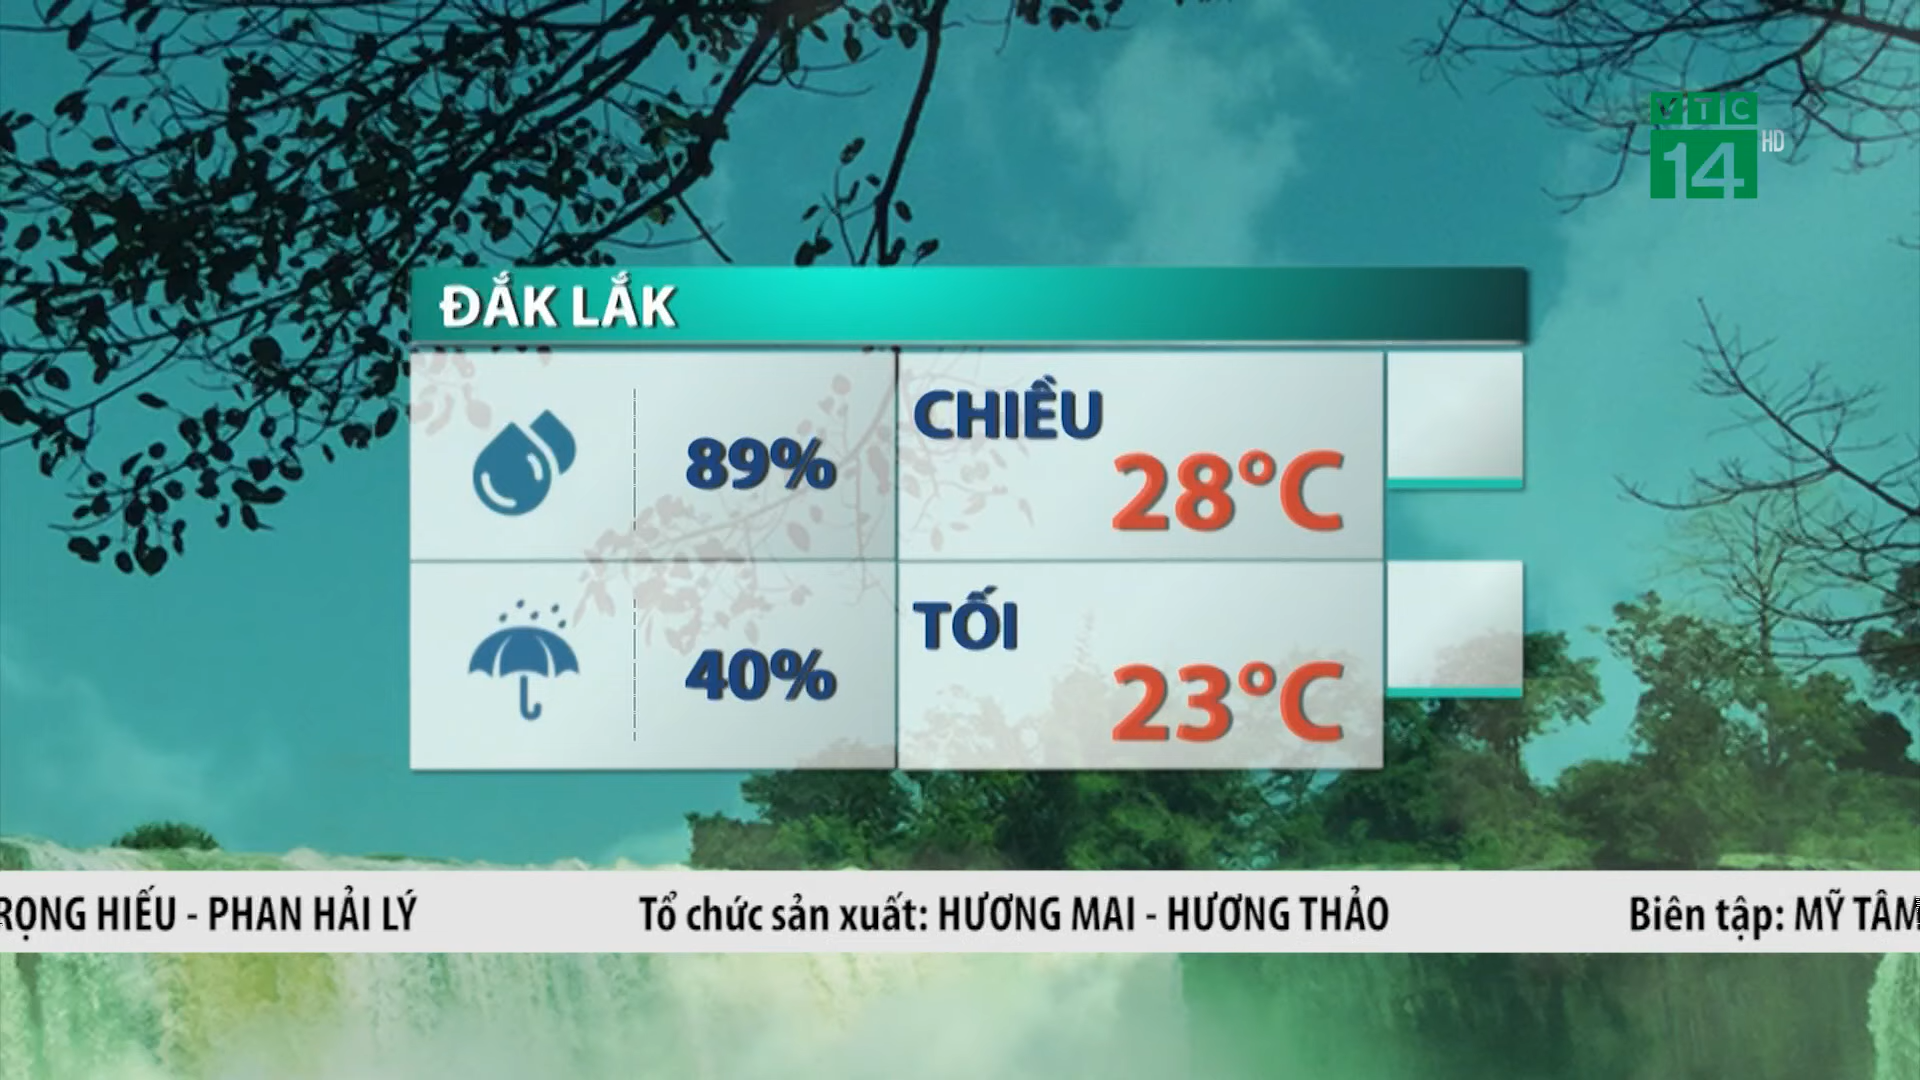 VTC
14 HD
ĐẮK LẮK
89%
CHIỀU
28°C
40%
TỐI
23°C
RỌNG HIẾU - PHAN HẢI LÝ
Tổ chức sản xuất: HƯƠNG MAI - HƯƠNG THẢO
Biên tập: MỸ TÂM